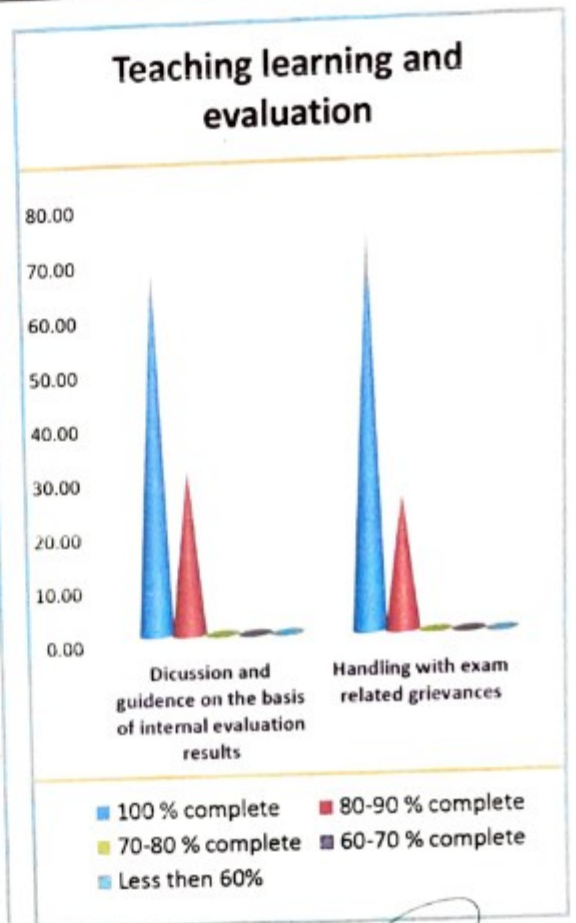 Teaching learning and
evaluation
80.00
70.00
60.00
50.00
40.00
30.00
20.00
10.00
0.00
Dicussion and
guidence on the basis
of internal evaluation
results
Handling with exam
related grievances
100 % complete
80-90 % complete
70-80 % complete
60-70 % complete
Less then 60%